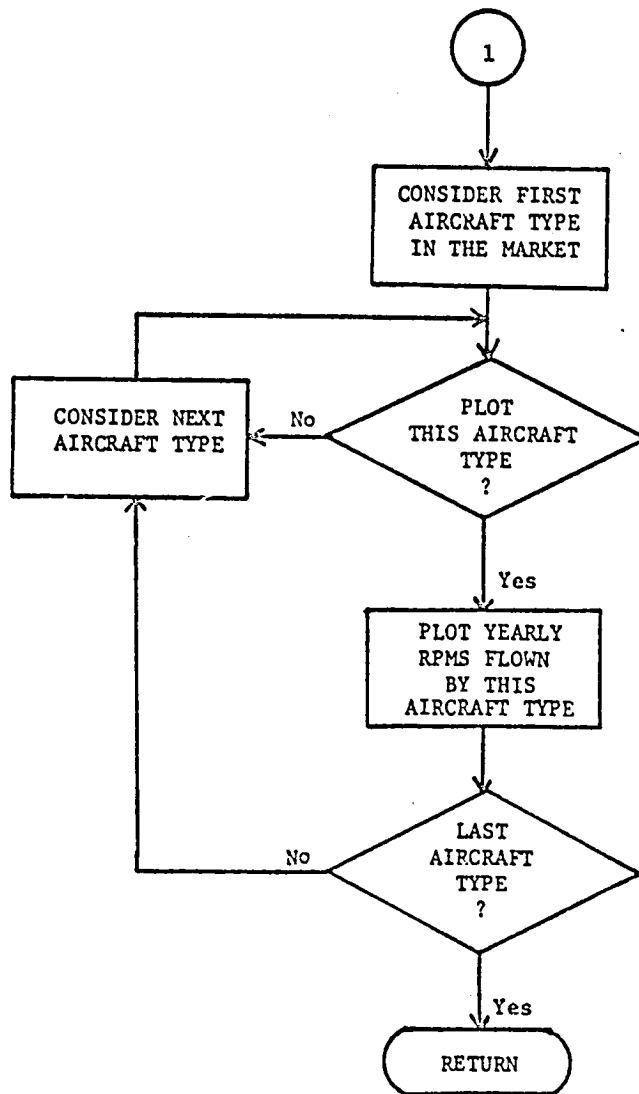 1
CONSIDER FIRST
AIRCRAFT TYPE
IN THE MARKET
CONSIDER NEXT
AIRCRAFT TYPE
No
PLOT
THIS AIRCRAFT
TYPE
?
Yes
PLOT YEARLY
RPMS FLOWN
BY THIS
AIRCRAFT TYPE
No
LAST
AIRCRAFT
TYPE
?
Yes
RETURN